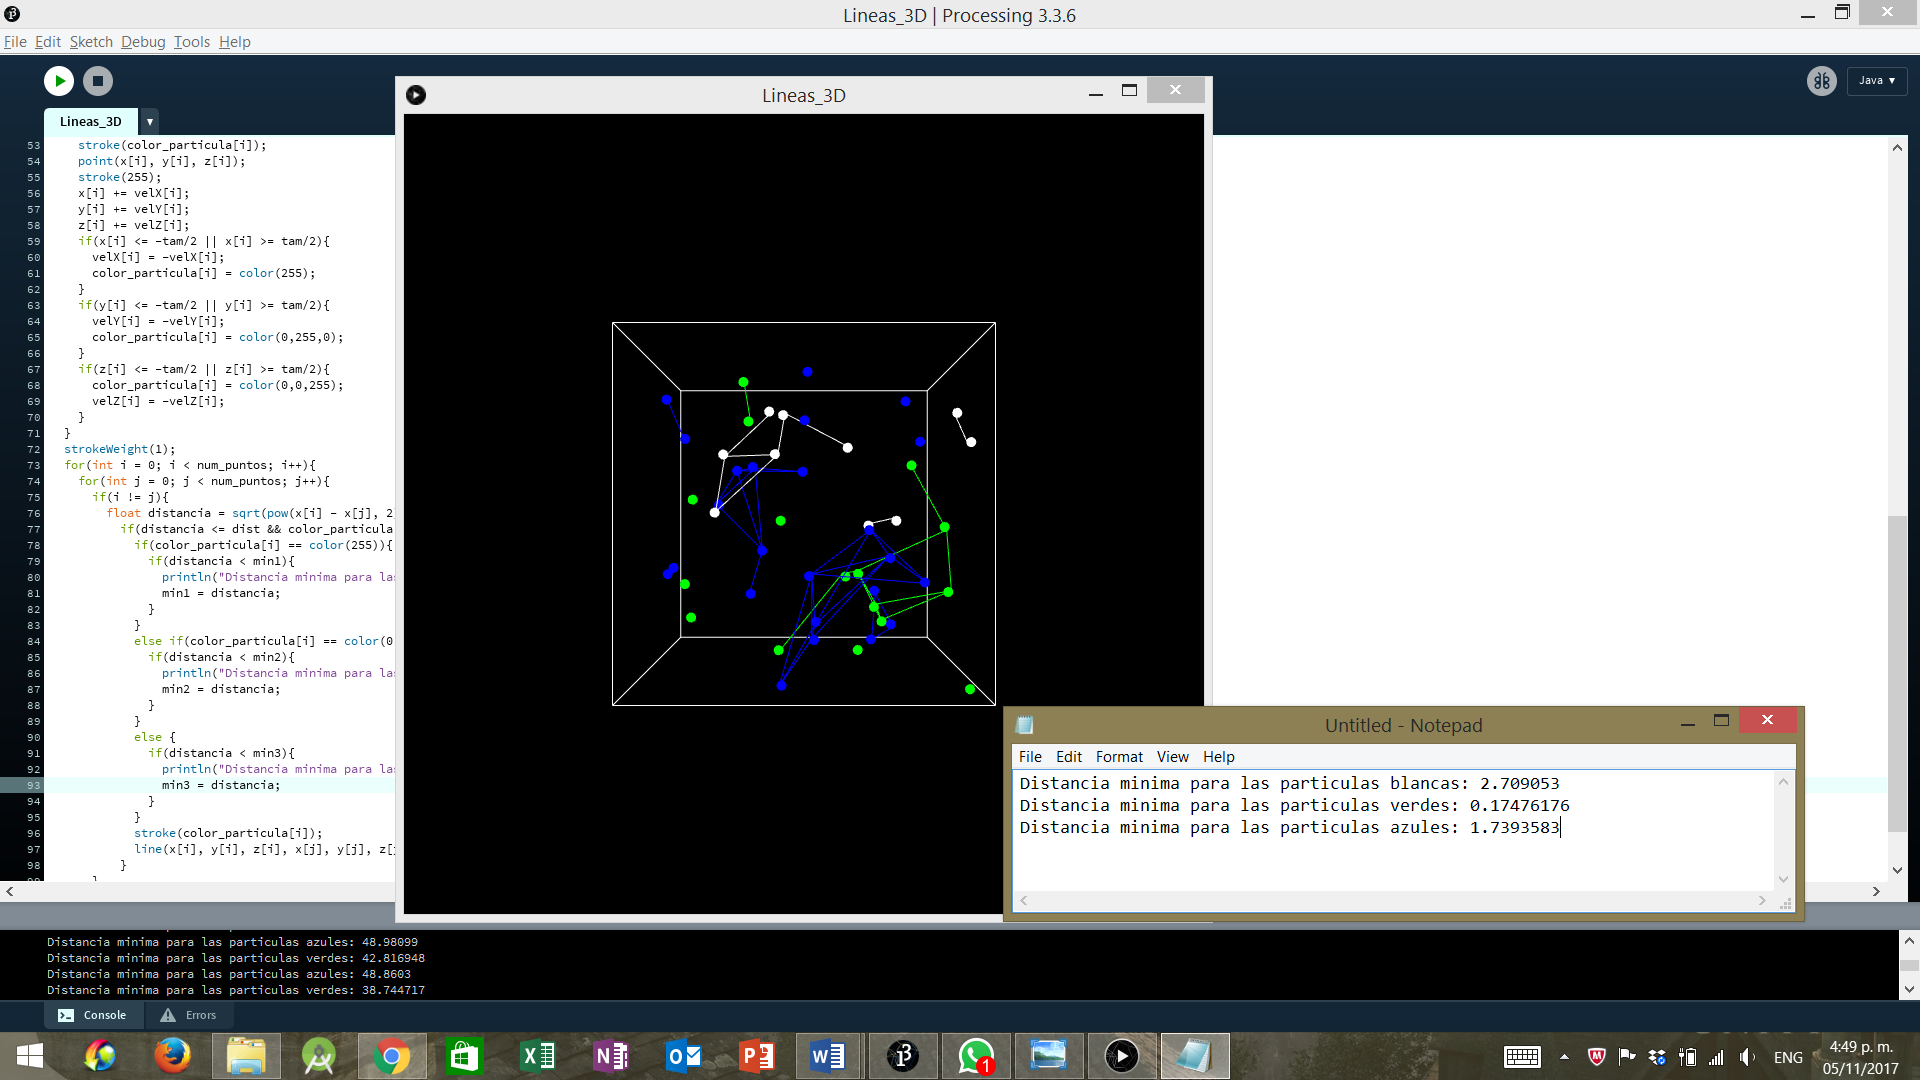 Lineas_3D | Processing 3.3.6
File Edit Sketch Debug Tools Help
Java ▼
Lineas_3D ▼
53 stroke(color_particula[i]);
54 point(x[i], y[i], z[i]);
55 stroke(255);
56 x[i] += velX[i];
57 y[i] += velY[i];
58 z[i] += velZ[i];
59 if(x[i] <= -tam/2 || x[i] >= tam/2){
60 velX[i] = -velX[i];
61 color_particula[i] = color(255);
62 }
63 if(y[i] <= -tam/2 || y[i] >= tam/2){
64 velY[i] = -velY[i];
65 color_particula[i] = color(0,255,0);
66 }
67 if(z[i] <= -tam/2 || z[i] >= tam/2){
68 color_particula[i] = color(0,0,255);
69 velZ[i] = -velZ[i];
70 }
71 }
72 strokeWeight(1);
73 for(int i = 0; i < num_puntos; i++){
74 for(int j = 0; j < num_puntos; j++){
75 if(i != j){
76 float distancia = sqrt(pow(x[i] - x[j], 2
77 if(distancia <= dist && color_particula
78 if(color_particula[i] == color(255)){
79 if(distancia < min1){
80 println("Distancia minima para la
81 min1 = distancia;
82 }
83 }
84 else if(color_particula[i] == color(0
85 if(distancia < min2){
86 println("Distancia minima para la
87 min2 = distancia;
88 }
89 }
90 else {
91 if(distancia < min3){
92 println("Distancia minima para la
93 min3 = distancia;
94 }
95 }
96 stroke(color_particula[i]);
97 line(x[i], y[i], z[i], x[j], y[j], z[
98 }
Lineas_3D
Untitled - Notepad
File Edit Format View Help
Distancia minima para las particulas blancas: 2.709053
Distancia minima para las particulas verdes: 0.17476176
Distancia minima para las particulas azules: 1.7393583
Distancia minima para las particulas azules: 48.98099
Distancia minima para las particulas verdes: 42.816948
Distancia minima para las particulas azules: 48.8603
Distancia minima para las particulas verdes: 38.744717
Console Errors
1
ENG
4:49 p. m.
05/11/2017